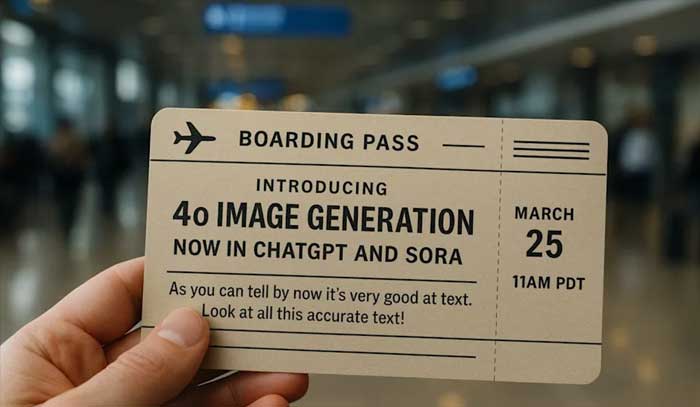 BOARDING PASS
INTRODUCING
4o IMAGE GENERATION
NOW IN CHATGPT AND SORA
As you can tell by now it's very good at text.
Look at all this accurate text!
MARCH
25
11AM PDT